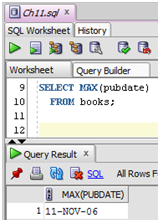 Ch11.sql
SQL Worksheet History
Worksheet Query Builder
9 SELECT MAX(pubdate)
10 FROM books;
11
12
Query Result
SQL All Rows F
MAX(PUBDATE)
1 11-NOV-06